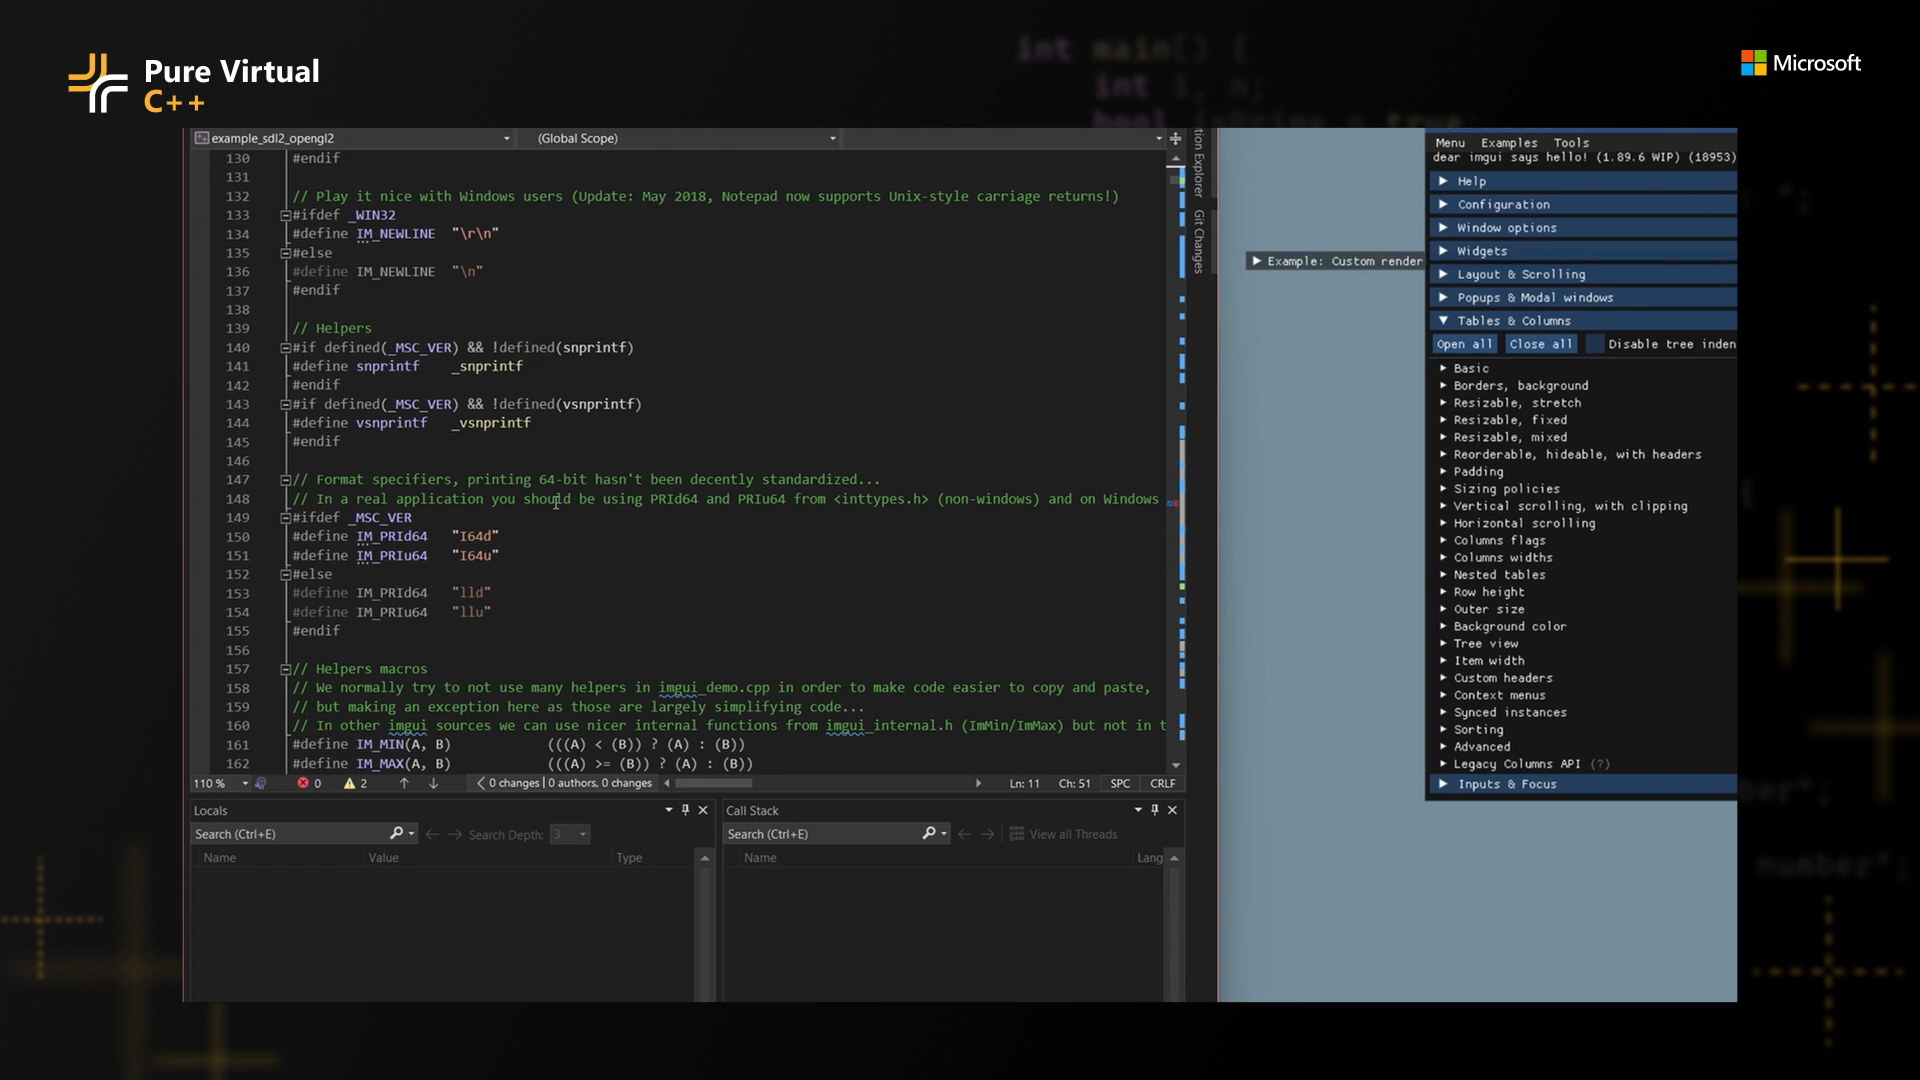 Pure Virtual
C++
Microsoft
int main() {
int i, n;
bool isPrime = true;
example_sdl2_opengl2
(Global Scope)
130 #endif
131
132 // Play it nice with Windows users (Update: May 2018, Notepad now supports Unix-style carriage returns!)
133 #ifdef _WIN32
134 #define IM_NEWLINE "\r\n"
135 #else
136 #define IM_NEWLINE "\n"
137 #endif
138
139 // Helpers
140 #if defined(_MSC_VER) && !defined(snprintf)
141 #define snprintf _snprintf
142 #endif
143 #if defined(_MSC_VER) && !defined(vsnprintf)
144 #define vsnprintf _vsnprintf
145 #endif
146
147 // Format specifiers, printing 64-bit hasn't been decently standardized...
148 // In a real application you should be using PRId64 and PRIu64 from <inttypes.h> (non-windows) and on Windows
149 #ifdef _MSC_VER
150 #define IM_PRId64 "I64d"
151 #define IM_PRIu64 "I64u"
152 #else
153 #define IM_PRId64 "lld"
154 #define IM_PRIu64 "llu"
155 #endif
156
157 // Helpers macros
158 // We normally try to not use many helpers in imgui_demo.cpp in order to make code easier to copy and paste,
159 // but making an exception here as those are largely simplifying code...
160 // In other imgui sources we can use nicer internal functions from imgui_internal.h (ImMin/ImMax) but not in t
161 #define IM_MIN(A, B) (((A) < (B)) ? (A) : (B))
162 #define IM_MAX(A, B) (((A) >= (B)) ? (A) : (B))
110 % 0 2 0 changes | 0 authors, 0 changes Ln: 11 Ch: 51 SPC CRLF
Locals
Search (Ctrl+E) Search Depth: 3
Name Value Type
Call Stack
Search (Ctrl+E) View all Threads
Name Lang
tion Explorer
Git Changes
Example: Custom render
Menu Examples Tools
dear imgui says hello! (1.89.6 WIP) (18953)
Help
Configuration
Window options
Widgets
Layout & Scrolling
Popups & Modal windows
Tables & Columns
Open all Close all Disable tree inden
Basic
Borders, background
Resizable, stretch
Resizable, fixed
Resizable, mixed
Reorderable, hideable, with headers
Padding
Sizing policies
Vertical scrolling, with clipping
Horizontal scrolling
Columns flags
Columns widths
Nested tables
Row height
Outer size
Background color
Tree view
Item width
Custom headers
Context menus
Synced instances
Sorting
Advanced
Legacy Columns API (?)
Inputs & Focus
ber";
number";